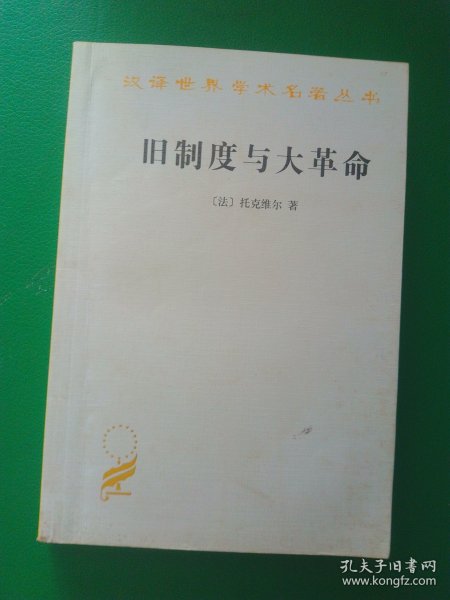 汉译世界学术名著丛书
旧制度与大革命
〔法〕托克维尔 著
孔夫子旧书网
www.kongfz.com